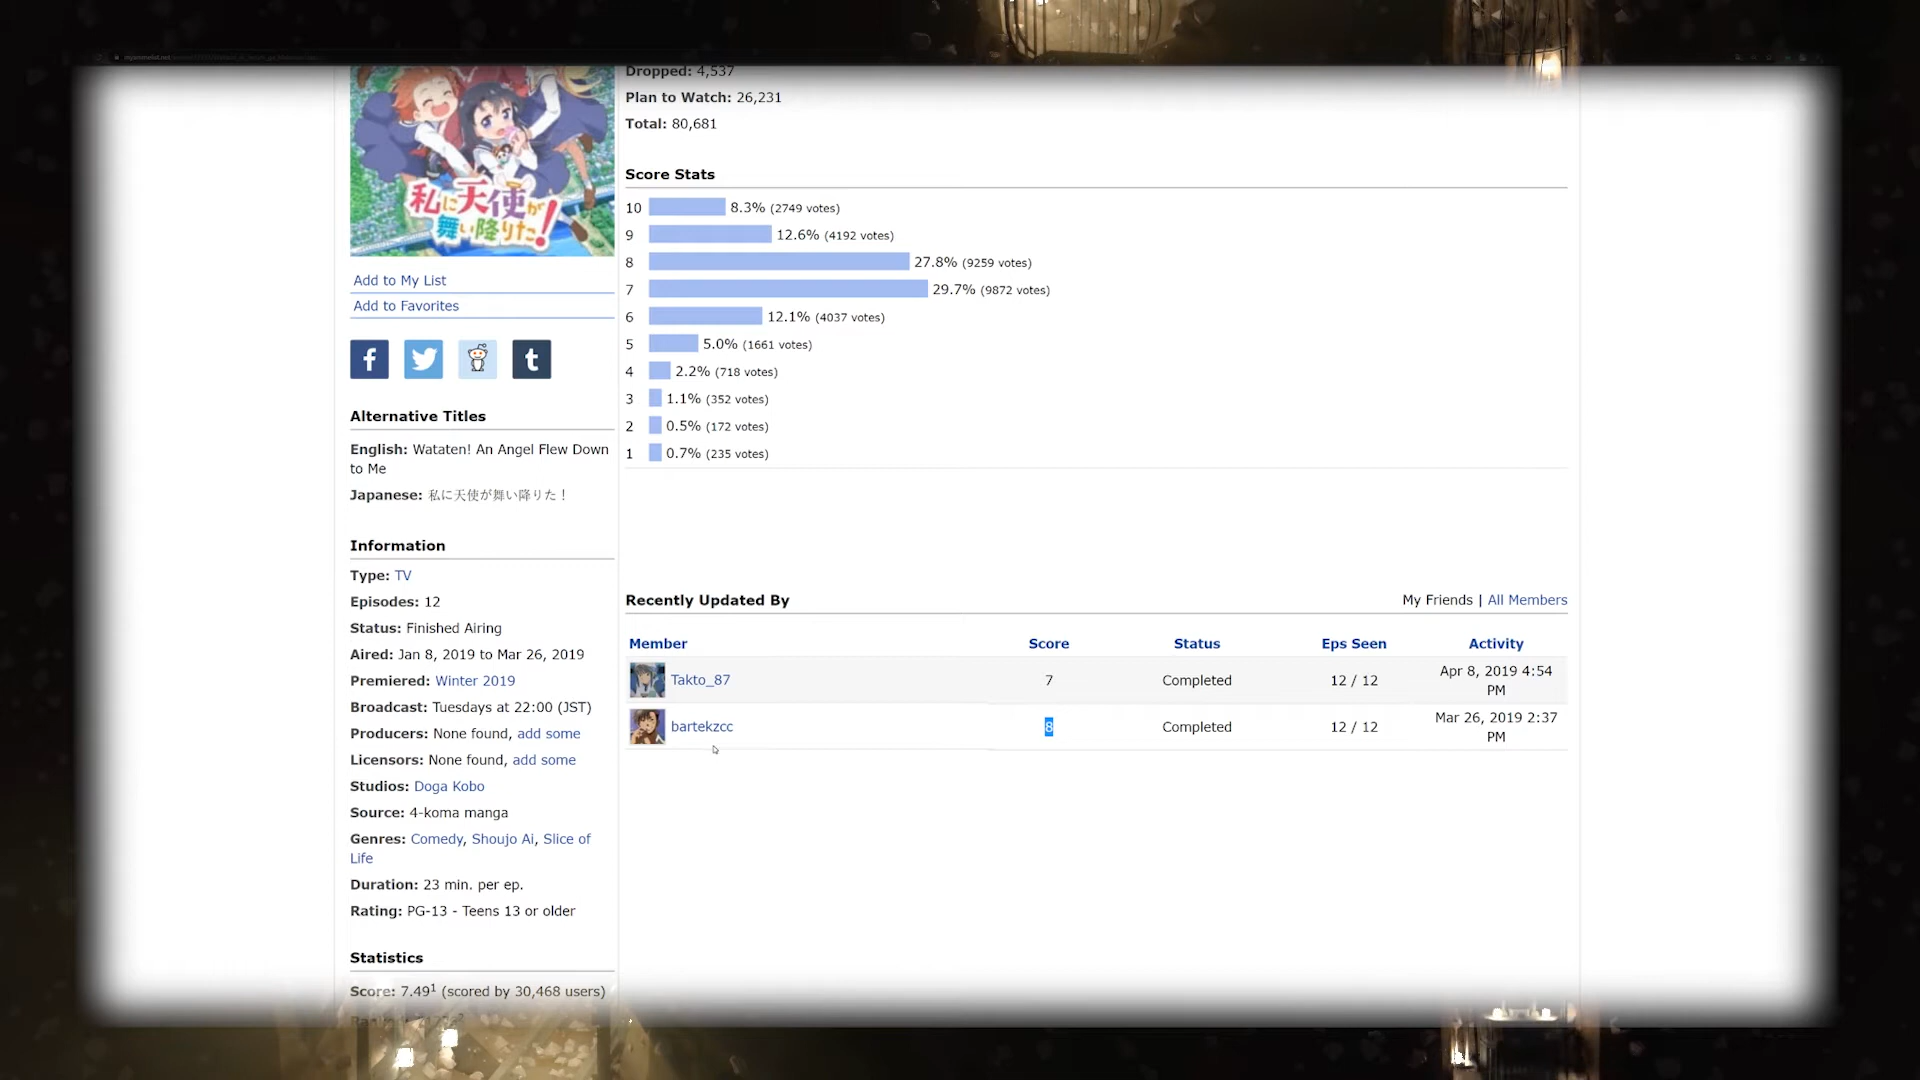 Dropped: 4,537
Plan to Watch: 26,231
Total: 80,681
私に天使が
舞い降りた!
Add to My List
Add to Favorites
Alternative Titles
English: Wataten! An Angel Flew Down
to Me
Japanese: 私に天使が舞い降りた！
Information
Type: TV
Episodes: 12
Status: Finished Airing
Aired: Jan 8, 2019 to Mar 26, 2019
Premiered: Winter 2019
Broadcast: Tuesdays at 22:00 (JST)
Producers: None found, add some
Licensors: None found, add some
Studios: Doga Kobo
Source: 4-koma manga
Genres: Comedy, Shoujo Ai, Slice of
Life
Duration: 23 min. per ep.
Rating: PG-13 - Teens 13 or older
Statistics
Score: 7.49¹ (scored by 30,468 users)
Score Stats
10 8.3% (2749 votes)
9 12.6% (4192 votes)
8 27.8% (9259 votes)
7 29.7% (9872 votes)
6 12.1% (4037 votes)
5 5.0% (1661 votes)
4 2.2% (718 votes)
3 1.1% (352 votes)
2 0.5% (172 votes)
1 0.7% (235 votes)
Recently Updated By My Friends | All Members
Member Score Status Eps Seen Activity
Takto_87 7 Completed 12 / 12 Apr 8, 2019 4:54
PM
bartekzcc 8 Completed 12 / 12 Mar 26, 2019 2:37
PM